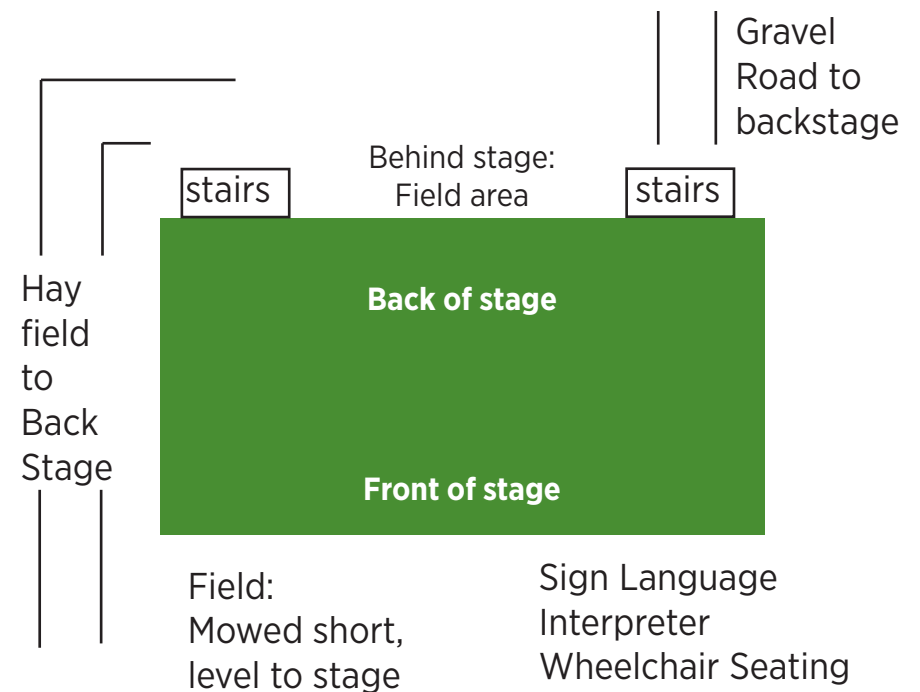 Gravel
Road to
backstage
Behind stage:
Field area
stairs
stairs
Back of stage
Hay
field
to
Back
Stage
Front of stage
Field:
Mowed short,
level to stage
Sign Language
Interpreter
Wheelchair Seating